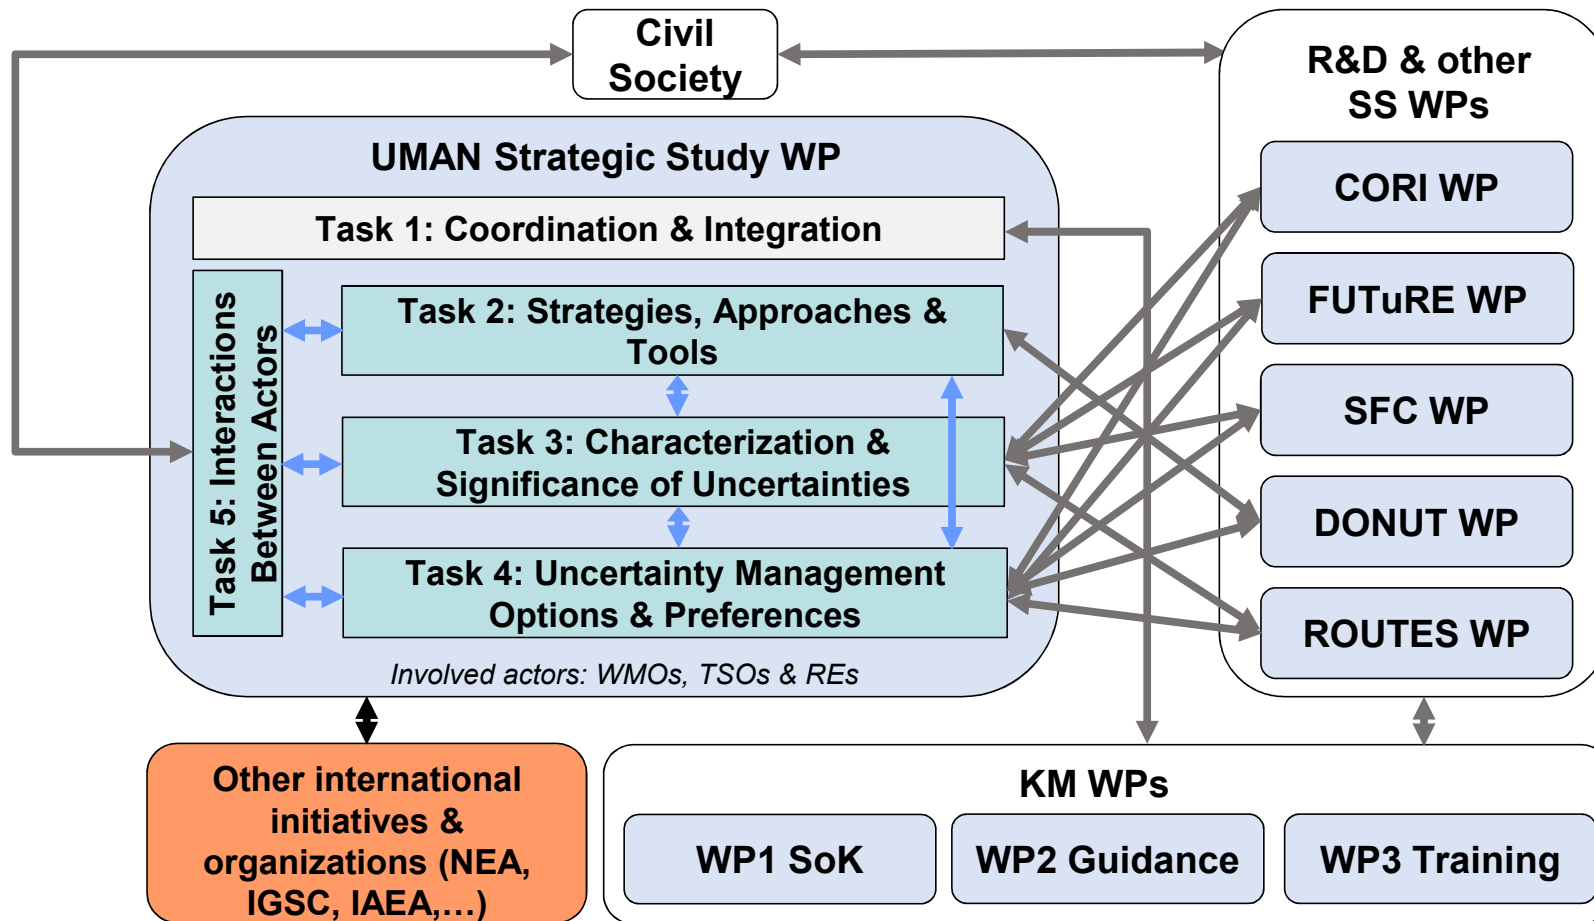 Civil
Society
R&D & other
SS WPs
UMAN Strategic Study WP
CORI WP
Task 1: Coordination & Integration
FUTuRE WP
Task 5: Interactions
Between Actors
Task 2: Strategies, Approaches &
Tools
SFC WP
Task 3: Characterization &
Significance of Uncertainties
DONUT WP
Task 4: Uncertainty Management
Options & Preferences
ROUTES WP
Involved actors: WMOs, TSOs & REs
Other international
initiatives &
organizations (NEA,
IGSC, IAEA,…)
KM WPs
WP1 SoK
WP2 Guidance
WP3 Training